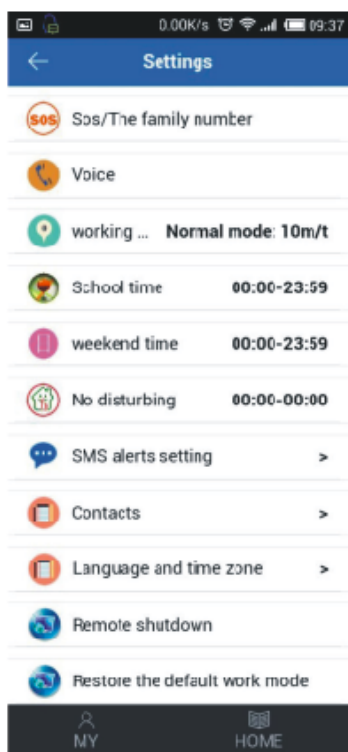 0.00K/s 09:37
Settings
SOS Sos/The family number
Voice
working ... Normal mode: 10m/t
School time 00:00-23:59
weekend time 00:00-23:59
No disturbing 00:00-00:00
SMS alerts setting >
Contacts >
Language and time zone >
Remote shutdown
Restore the default work mode
MY HOME